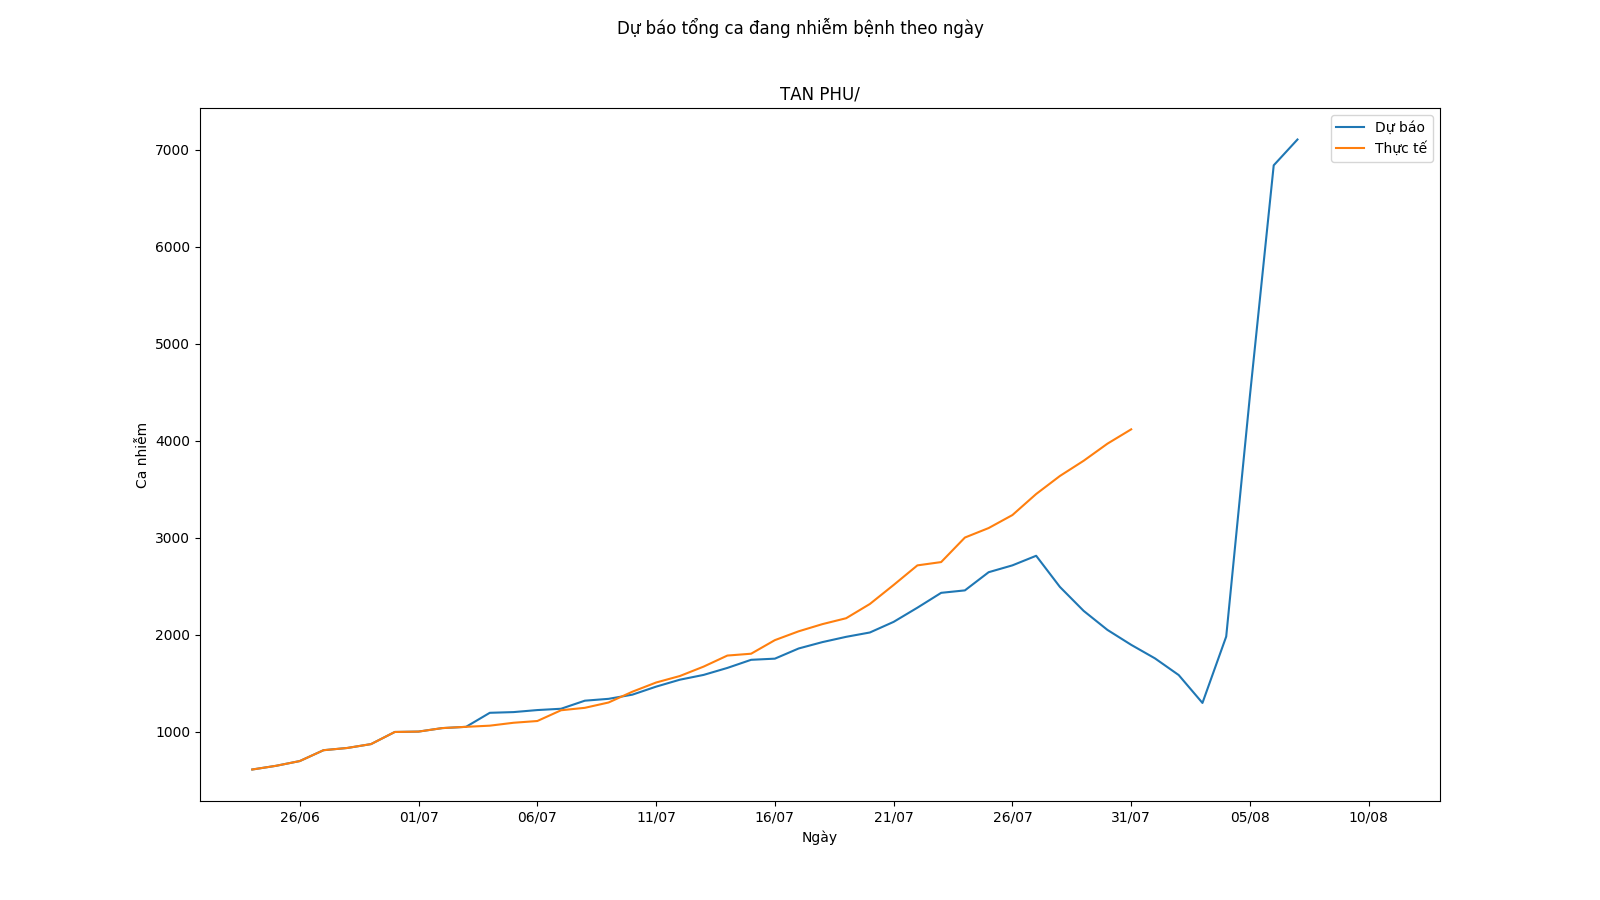 Dự báo tổng ca đang nhiễm bệnh theo ngày
TAN PHU/
Dự báo
Thực tế
7000
6000
5000
4000
3000
2000
1000
Ca nhiễm
26/06
01/07
06/07
11/07
16/07
21/07
26/07
31/07
05/08
10/08
Ngày